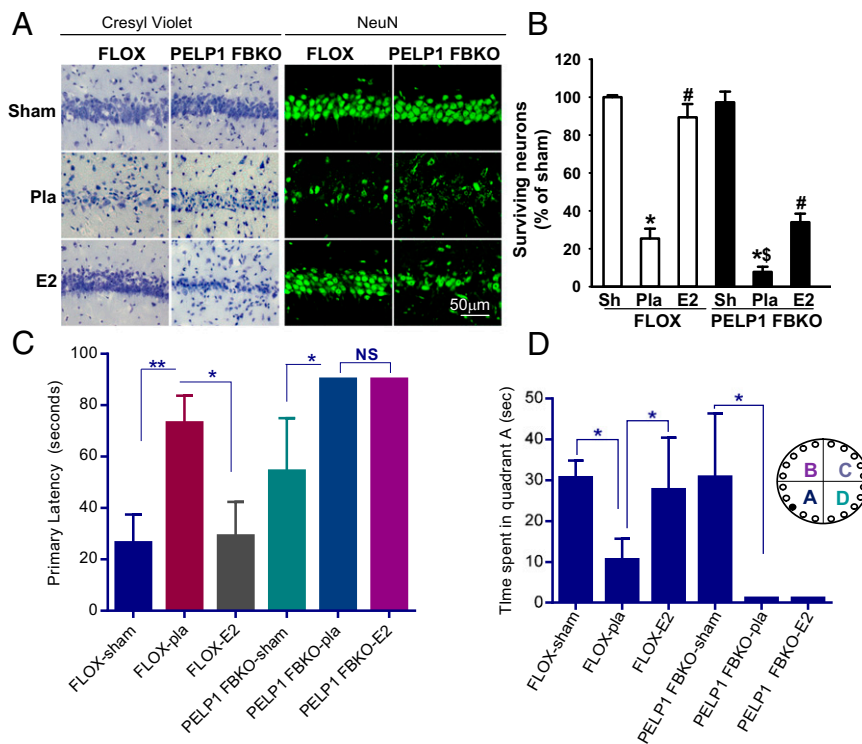 A
Cresyl Violet
NeuN
FLOX PELP1 FBKO FLOX PELP1 FBKO
Sham
Pla
E2
50µm
B
Surviving neurons
(% of sham)
120
100
80
60
40
20
0
* # *$ #
Sh Pla E2 Sh Pla E2
FLOX PELP1 FBKO
C
Primary Latency (seconds)
100
80
60
40
20
0
** * * NS
FLOX-sham
FLOX-pla
FLOX-E2
PELP1 FBKO-sham
PELP1 FBKO-pla
PELP1 FBKO-E2
D
TIme spent in quadrant A (sec)
50
40
30
20
10
0
* * *
FLOX-sham
FLOX-pla
FLOX-E2
PELP1 FBKO-sham
PELP1 FBKO-pla
PELP1 FBKO-E2
B C
A D